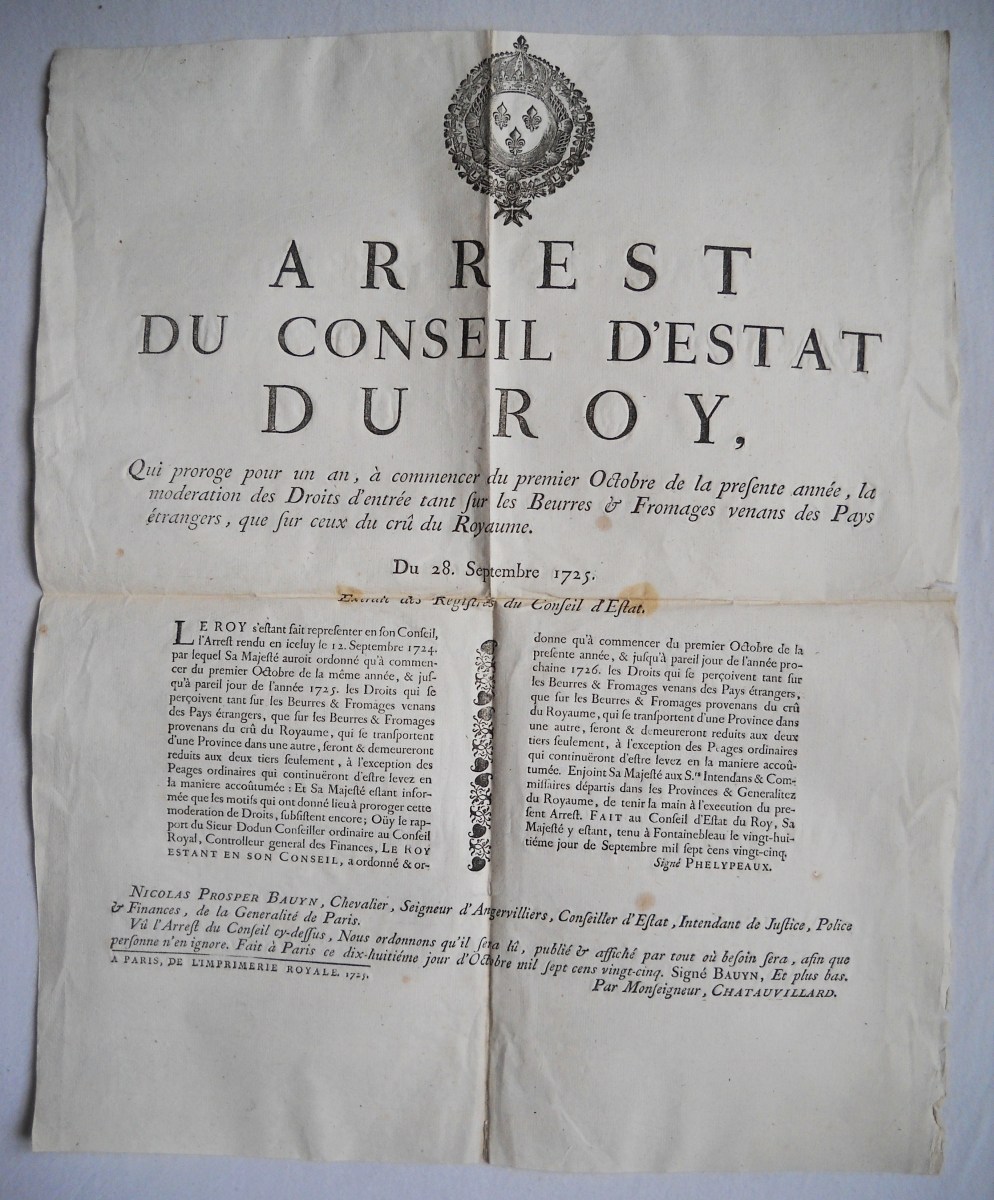 ARREST
DU CONSEIL D'ESTAT
DU ROY,
Qui proroge pour un an, à commencer du premier Octobre de la preſente année, la
moderation des Droits d'entrée tant ſur les Beurres & Fromages venans des Pays
étrangers, que ſur ceux du crû du Royaume.
Du 28. Septembre 1725.
Extrait des Regiſtres du Conſeil d'Eſtat.
LE ROY s'eſtant fait repreſenter en ſon Conſeil,
l'Arreſt rendu en iceluy le 12. Septembre 1724.
par lequel Sa Majeſté auroit ordonné qu'à commen-
cer du premier Octobre de la même année, & juſ-
qu'à pareil jour de l'année 1725. les Droits qui ſe
perçoivent tant ſur les Beurres & Fromages venans
des Pays étrangers, que ſur les Beurres & Fromages
provenans du crû du Royaume, qui ſe tranſportent
d'une Province dans une autre, ſeront & demeureront
reduits aux deux tiers ſeulement, à l'exception des
Peages ordinaires qui continuëront d'eſtre levez en
la maniere accoûtumée : Et Sa Majeſté eſtant infor-
mée que les motifs qui ont donné lieu à proroger cette
moderation de Droits, ſubſiſtent encore; Oüy le rap-
port du Sieur Dodun Conſeiller ordinaire au Conſeil
Royal, Controlleur general des Finances, LE ROY
ESTANT EN SON CONSEIL, a ordonné & or-
donne qu'à commencer du premier Octobre de la
preſente année, & juſqu'à pareil jour de l'année pro-
chaine 1726. les Droits qui ſe perçoivent tant ſur
les Beurres & Fromages venans des Pays étrangers,
que ſur les Beurres & Fromages provenans du crû
du Royaume, qui ſe tranſportent d'une Province dans
une autre, ſeront & demeureront reduits aux deux
tiers ſeulement, à l'exception des Peages ordinaires
qui continuëront d'eſtre levez en la maniere accoû-
tumée. Enjoint Sa Majeſté aux S.rs Intendans & Com-
miſſaires départis dans les Provinces & Generalitez
du Royaume, de tenir la main à l'execution du pre-
ſent Arreſt. FAIT au Conſeil d'Eſtat du Roy, Sa
Majeſté y eſtant, tenu à Fontainebleau le vingt-hui-
tiéme jour de Septembre mil ſept cens vingt-cinq.
Signé PHELYPEAUX.
NICOLAS PROSPER BAUYN, Chevalier, Seigneur d'Angervilliers, Conſeiller d'Eſtat, Intendant de Juſtice, Police
& Finances, de la Generalité de Paris.
Vû l'Arreſt du Conſeil cy-deſſus, Nous ordonnons qu'il ſera lû, publié & affiché par tout où beſoin ſera, afin que
perſonne n'en ignore. Fait à Paris ce dix-huitiéme jour d'Octobre mil ſept cens vingt-cinq. Signé BAUYN, Et plus bas.
Par Monſeigneur, CHATAUVILLARD.
A PARIS, DE L'IMPRIMERIE ROYALE. 1725.